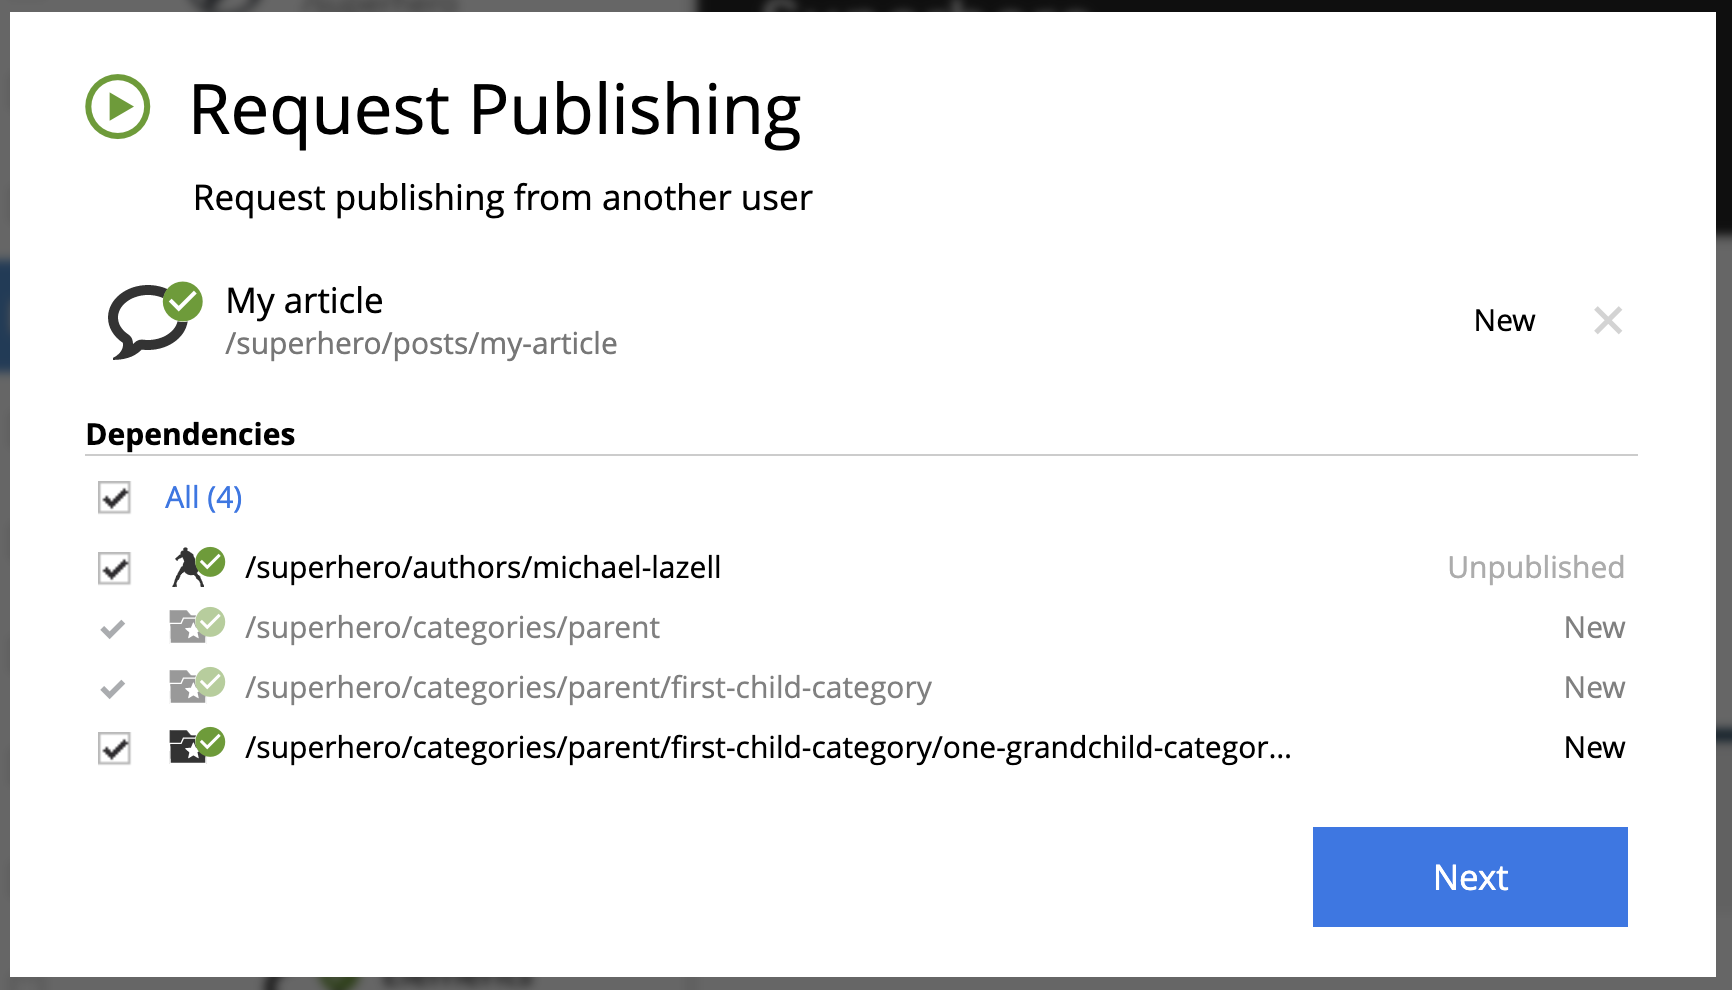 Request Publishing
Request publishing from another user
My article
/superhero/posts/my-article
New
Dependencies
All (4)
/superhero/authors/michael-lazell Unpublished
/superhero/categories/parent New
/superhero/categories/parent/first-child-category New
/superhero/categories/parent/first-child-category/one-grandchild-categor... New
Next